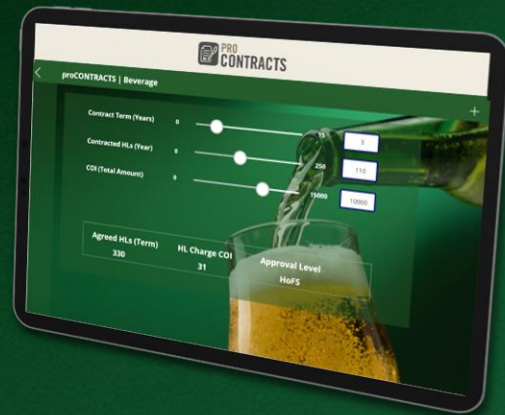 PRO
CONTRACTS
proCONTRACTS | Beverage
Contract Term (Years) 0 3
Contracted HLs (Year) 0 250 110
COI (Total Amount) 0 15000 10000
Agreed HLs (Term) HL Charge COI Approval Level
330 31 HoFS